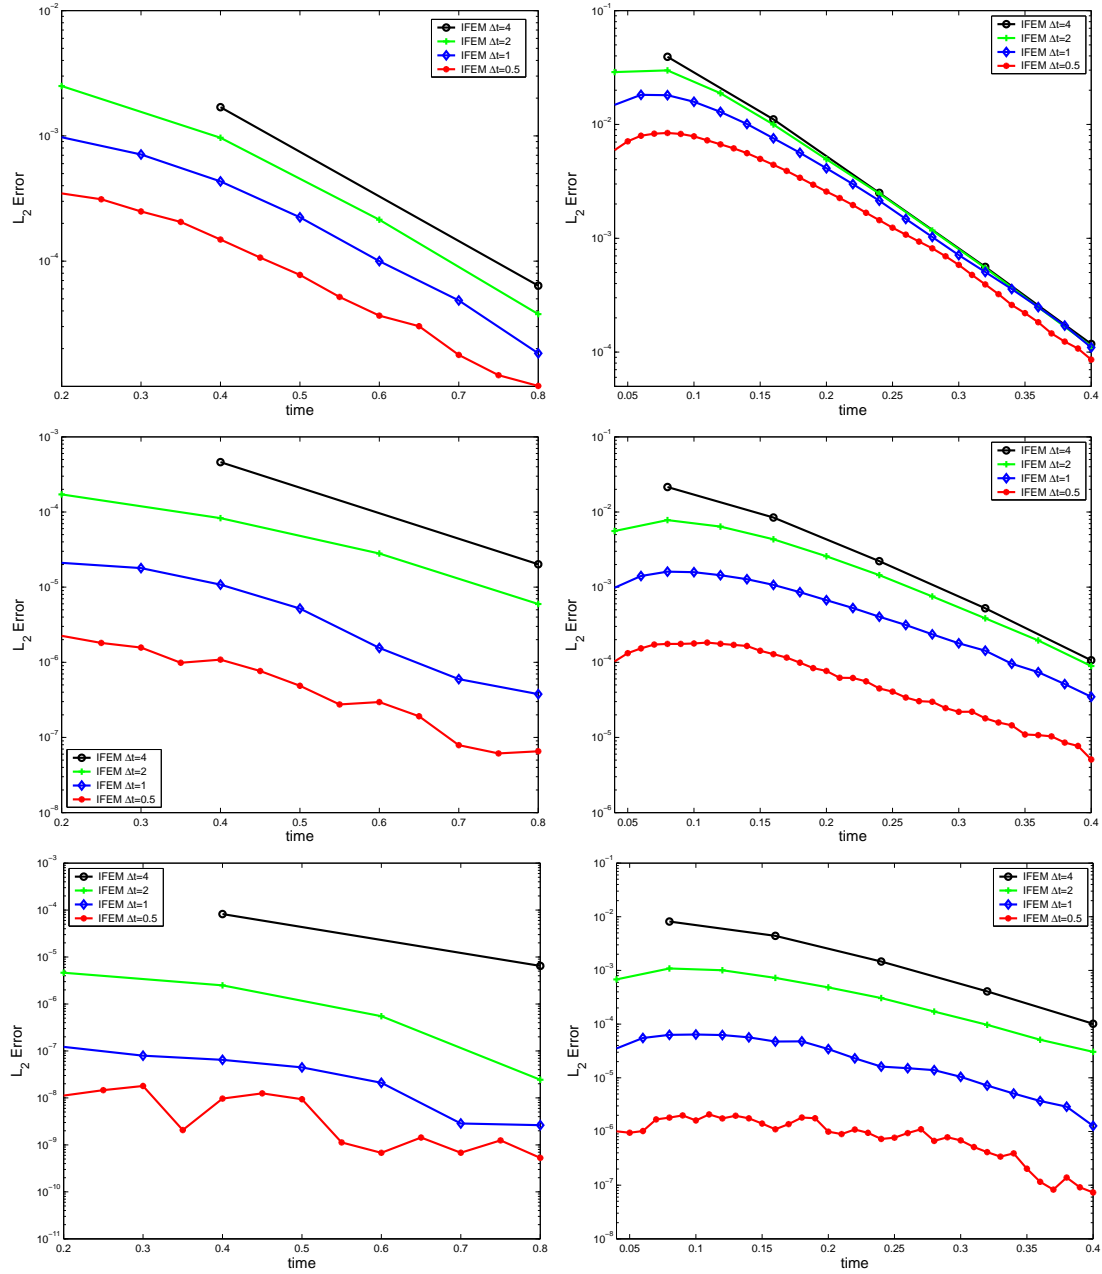 10^-2
10^-3
10^-4
L_2 Error
0.2 0.3 0.4 0.5 0.6 0.7 0.8
time
IFEM Δt=4
IFEM Δt=2
IFEM Δt=1
IFEM Δt=0.5
10^-1
10^-2
10^-3
10^-4
L_2 Error
0.05 0.1 0.15 0.2 0.25 0.3 0.35 0.4
time
IFEM Δt=4
IFEM Δt=2
IFEM Δt=1
IFEM Δt=0.5
10^-3
10^-4
10^-5
10^-6
10^-7
10^-8
L_2 Error
0.2 0.3 0.4 0.5 0.6 0.7 0.8
time
IFEM Δt=4
IFEM Δt=2
IFEM Δt=1
IFEM Δt=0.5
10^-1
10^-2
10^-3
10^-4
10^-5
10^-6
L_2 Error
0.05 0.1 0.15 0.2 0.25 0.3 0.35 0.4
time
IFEM Δt=4
IFEM Δt=2
IFEM Δt=1
IFEM Δt=0.5
10^-3
10^-4
10^-5
10^-6
10^-7
10^-8
10^-9
10^-10
10^-11
L_2 Error
0.2 0.3 0.4 0.5 0.6 0.7 0.8
time
IFEM Δt=4
IFEM Δt=2
IFEM Δt=1
IFEM Δt=0.5
10^-1
10^-2
10^-3
10^-4
10^-5
10^-6
10^-7
10^-8
L_2 Error
0.05 0.1 0.15 0.2 0.25 0.3 0.35 0.4
time
IFEM Δt=4
IFEM Δt=2
IFEM Δt=1
IFEM Δt=0.5